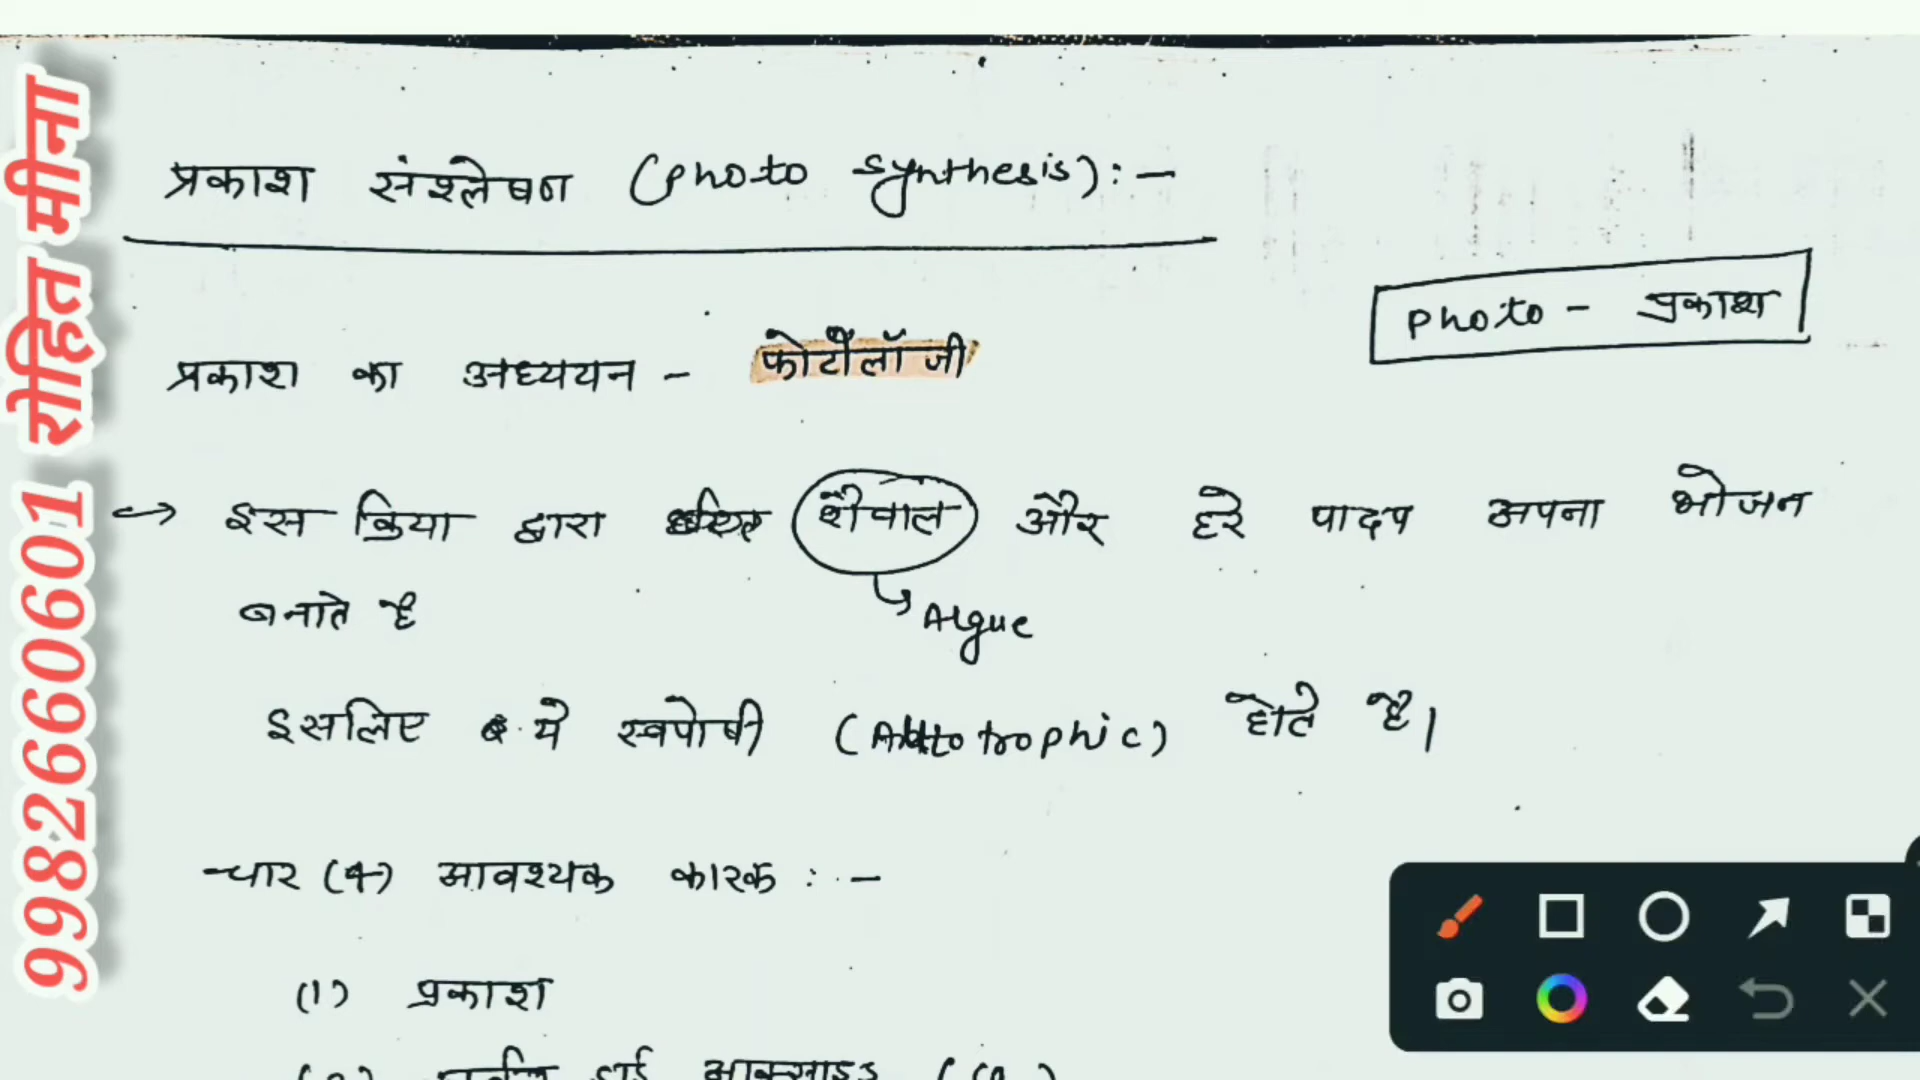 9982660601 रोहित मीना
प्रकाश संश्लेषण (photo synthesis):-
photo - प्रकाश
प्रकाश का अध्ययन - फोटोलॉजी
→ इस क्रिया द्वारा शैवाल और हरे पादप अपना भोजन
बनाते है
Algue
इसलिए ये स्वपोषी (Autotrophic) होते है।
चार (4) आवश्यक कारक :-
(1) प्रकाश